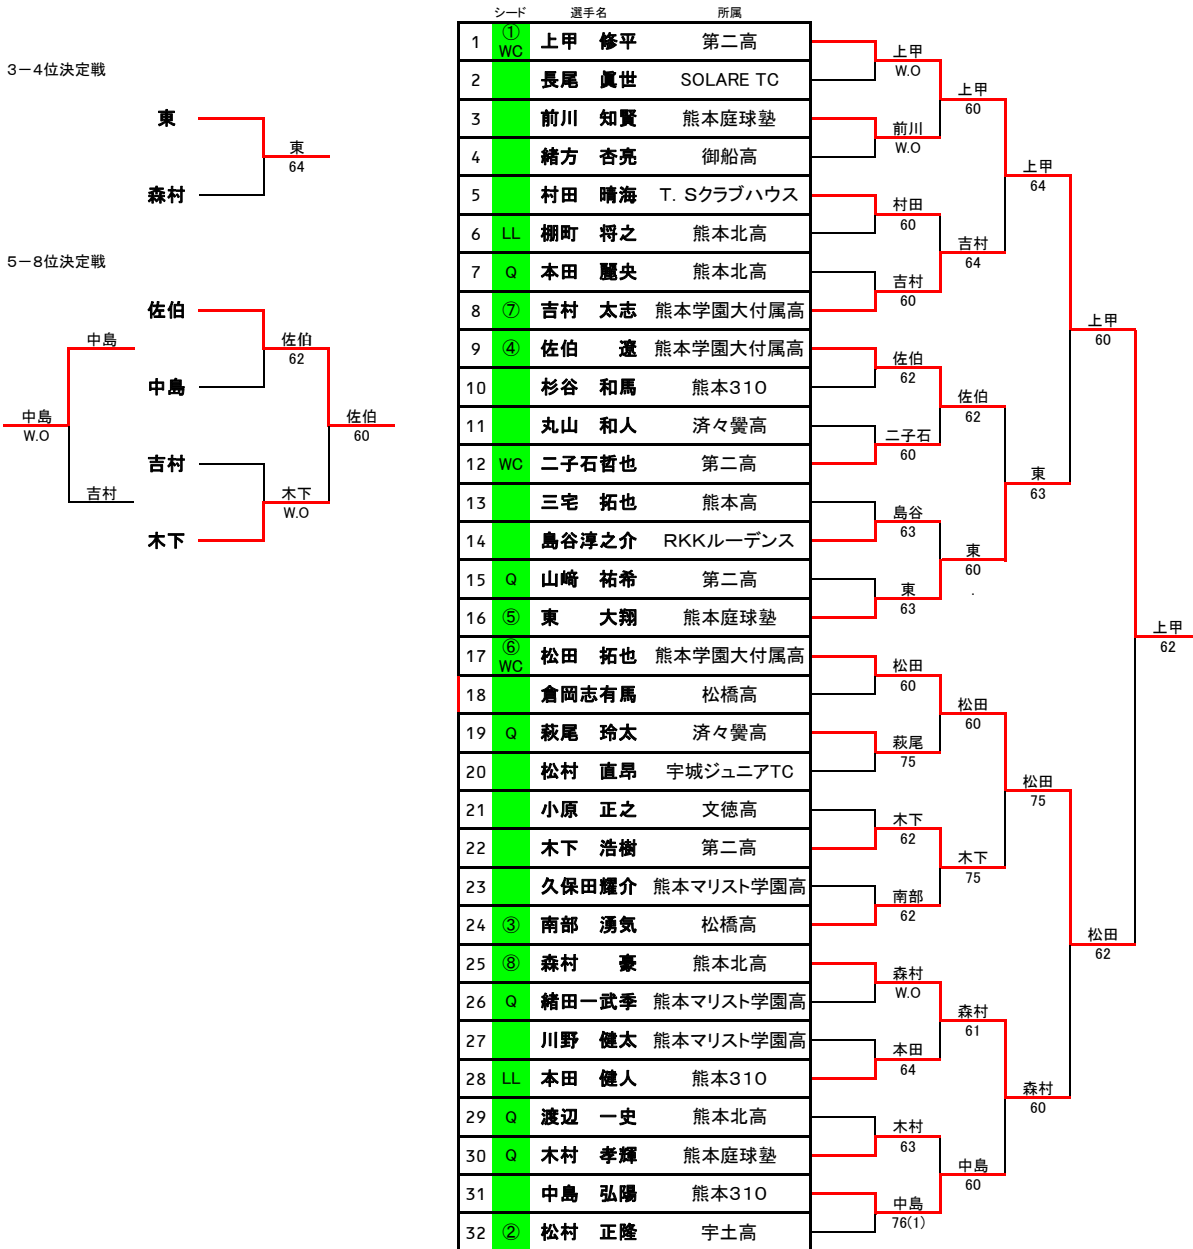 シード 選手名 所属
1 ① WC 上甲 修平 第二高
2 長尾 眞世 SOLARE TC
3 前川 知賢 熊本庭球塾
4 緒方 杏亮 御船高
5 村田 晴海 T．Sクラブハウス
6 LL 棚町 将之 熊本北高
7 Q 本田 麗央 熊本北高
8 ⑦ 吉村 太志 熊本学園大付属高
9 ④ 佐伯 遼 熊本学園大付属高
10 杉谷 和馬 熊本310
11 丸山 和人 済々黌高
12 WC 二子石哲也 第二高
13 三宅 拓也 熊本高
14 島谷淳之介 RKKルーデンス
15 Q 山﨑 祐希 第二高
16 ⑤ 東 大翔 熊本庭球塾
17 ⑥ WC 松田 拓也 熊本学園大付属高
18 倉岡志有馬 松橋高
19 Q 萩尾 玲太 済々黌高
20 松村 直昂 宇城ジュニアTC
21 小原 正之 文徳高
22 木下 浩樹 第二高
23 久保田耀介 熊本マリスト学園高
24 ③ 南部 湧気 松橋高
25 ⑧ 森村 豪 熊本北高
26 Q 緒田一武季 熊本マリスト学園高
27 川野 健太 熊本マリスト学園高
28 LL 本田 健人 熊本310
29 Q 渡辺 一史 熊本北高
30 Q 木村 孝輝 熊本庭球塾
31 中島 弘陽 熊本310
32 ② 松村 正隆 宇土高
上甲
W.O
前川
W.O
村田
60
吉村
60
佐伯
62
二子石
60
島谷
63
東
63
松田
60
萩尾
75
木下
62
南部
62
森村
W.O
本田
64
木村
63
中島
76(1)
上甲
60
吉村
64
佐伯
62
東
60
.
松田
60
木下
75
森村
61
中島
60
上甲
64
東
63
松田
75
森村
60
上甲
60
松田
62
上甲
62
3－4位決定戦
東
森村
東
64
5－8位決定戦
佐伯
中島
吉村
木下
佐伯
62
木下
W.O
佐伯
60
中島
吉村
中島
W.O